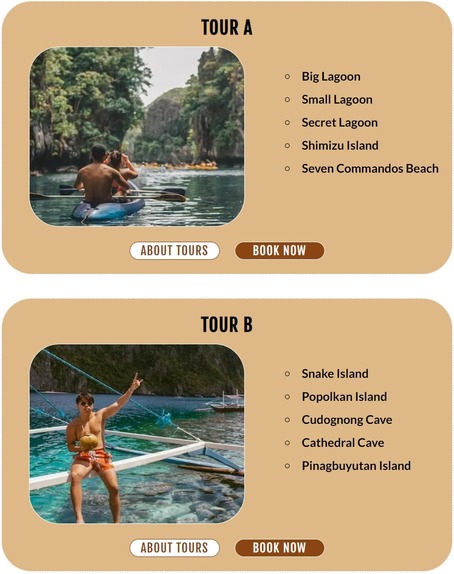 TOUR A
Big Lagoon
Small Lagoon
Secret Lagoon
Shimizu Island
Seven Commandos Beach
ABOUT TOURS
BOOK NOW
TOUR B
Snake Island
Popolkan Island
Cudognong Cave
Cathedral Cave
Pinagbuyutan Island
ABOUT TOURS
BOOK NOW